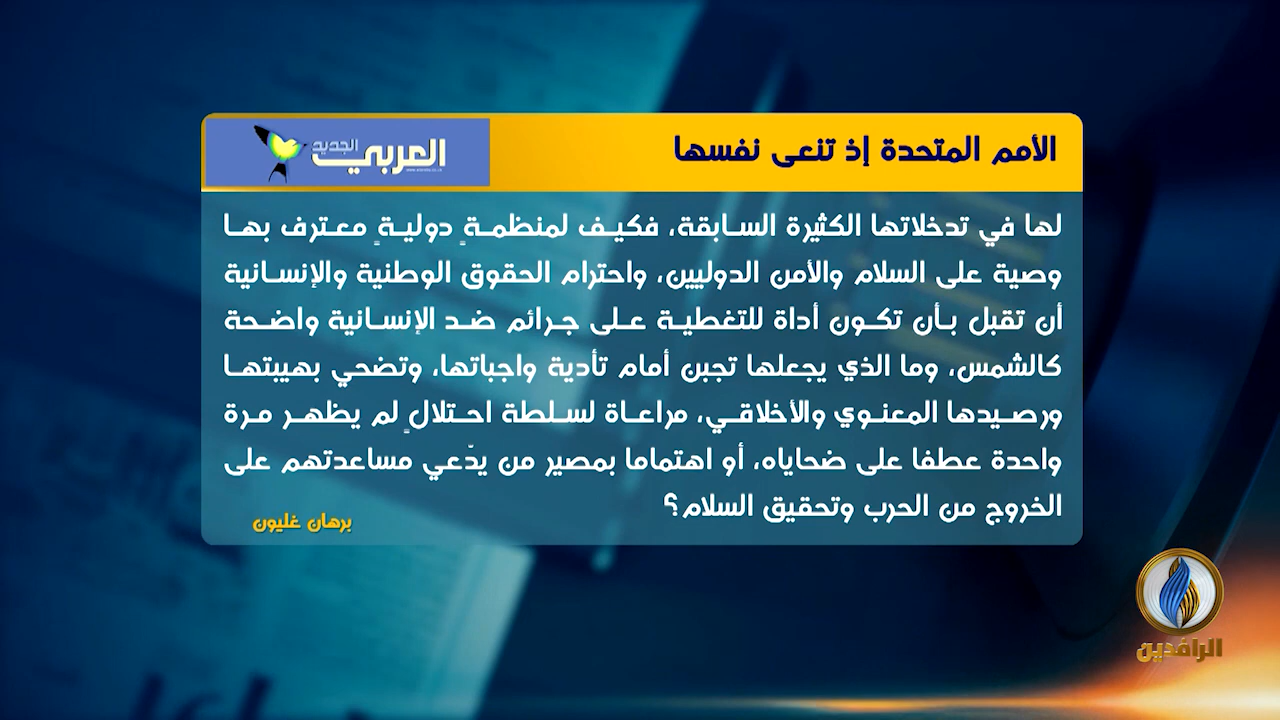 الأمم المتحدة إذ تنعى نفسها
العربي الجديد
لها في تدخلاتها الكثيرة السابقة، فكيف لمنظمةٍ دوليةٍ معترف بها
وصية على السلام والأمن الدوليين، واحترام الحقوق الوطنية والإنسانية
أن تقبل بأن تكون أداة للتغطية على جرائم ضد الإنسانية واضحة
كالشمس، وما الذي يجعلها تجبن أمام تأدية واجباتها، وتضحي بهيبتها
ورصيدها المعنوي والأخلاقي، مراعاة لسلطة احتلالٍ لم يظهر مرة
واحدة عطفا على ضحاياه، أو اهتماما بمصير من يدّعي مساعدتهم على
الخروج من الحرب وتحقيق السلام؟
برهان غليون
الرافدين